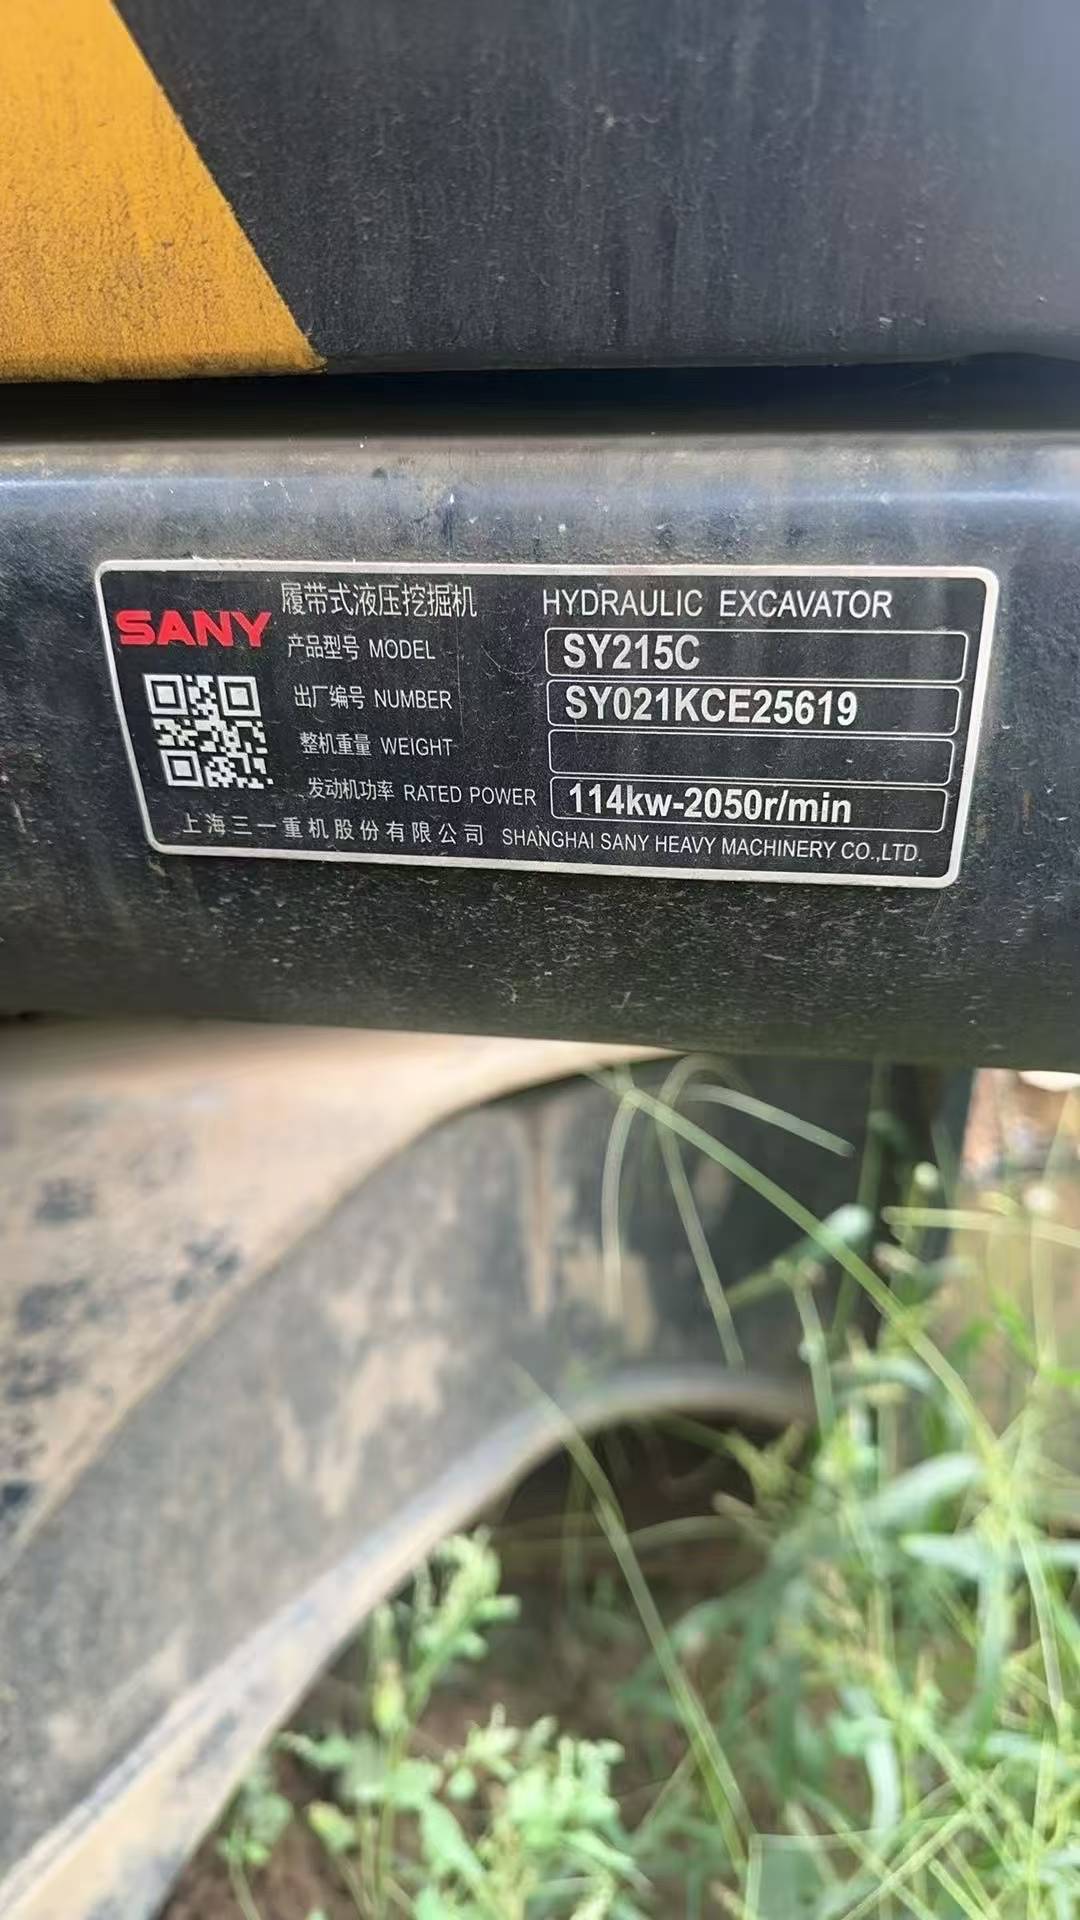 SANY
履带式液压挖掘机 HYDRAULIC EXCAVATOR
产品型号 MODEL SY215C
出厂编号 NUMBER SY021KCE25619
整机重量 WEIGHT
发动机功率 RATED POWER 114kw-2050r/min
上海三一重机股份有限公司 SHANGHAI SANY HEAVY MACHINERY CO.,LTD.